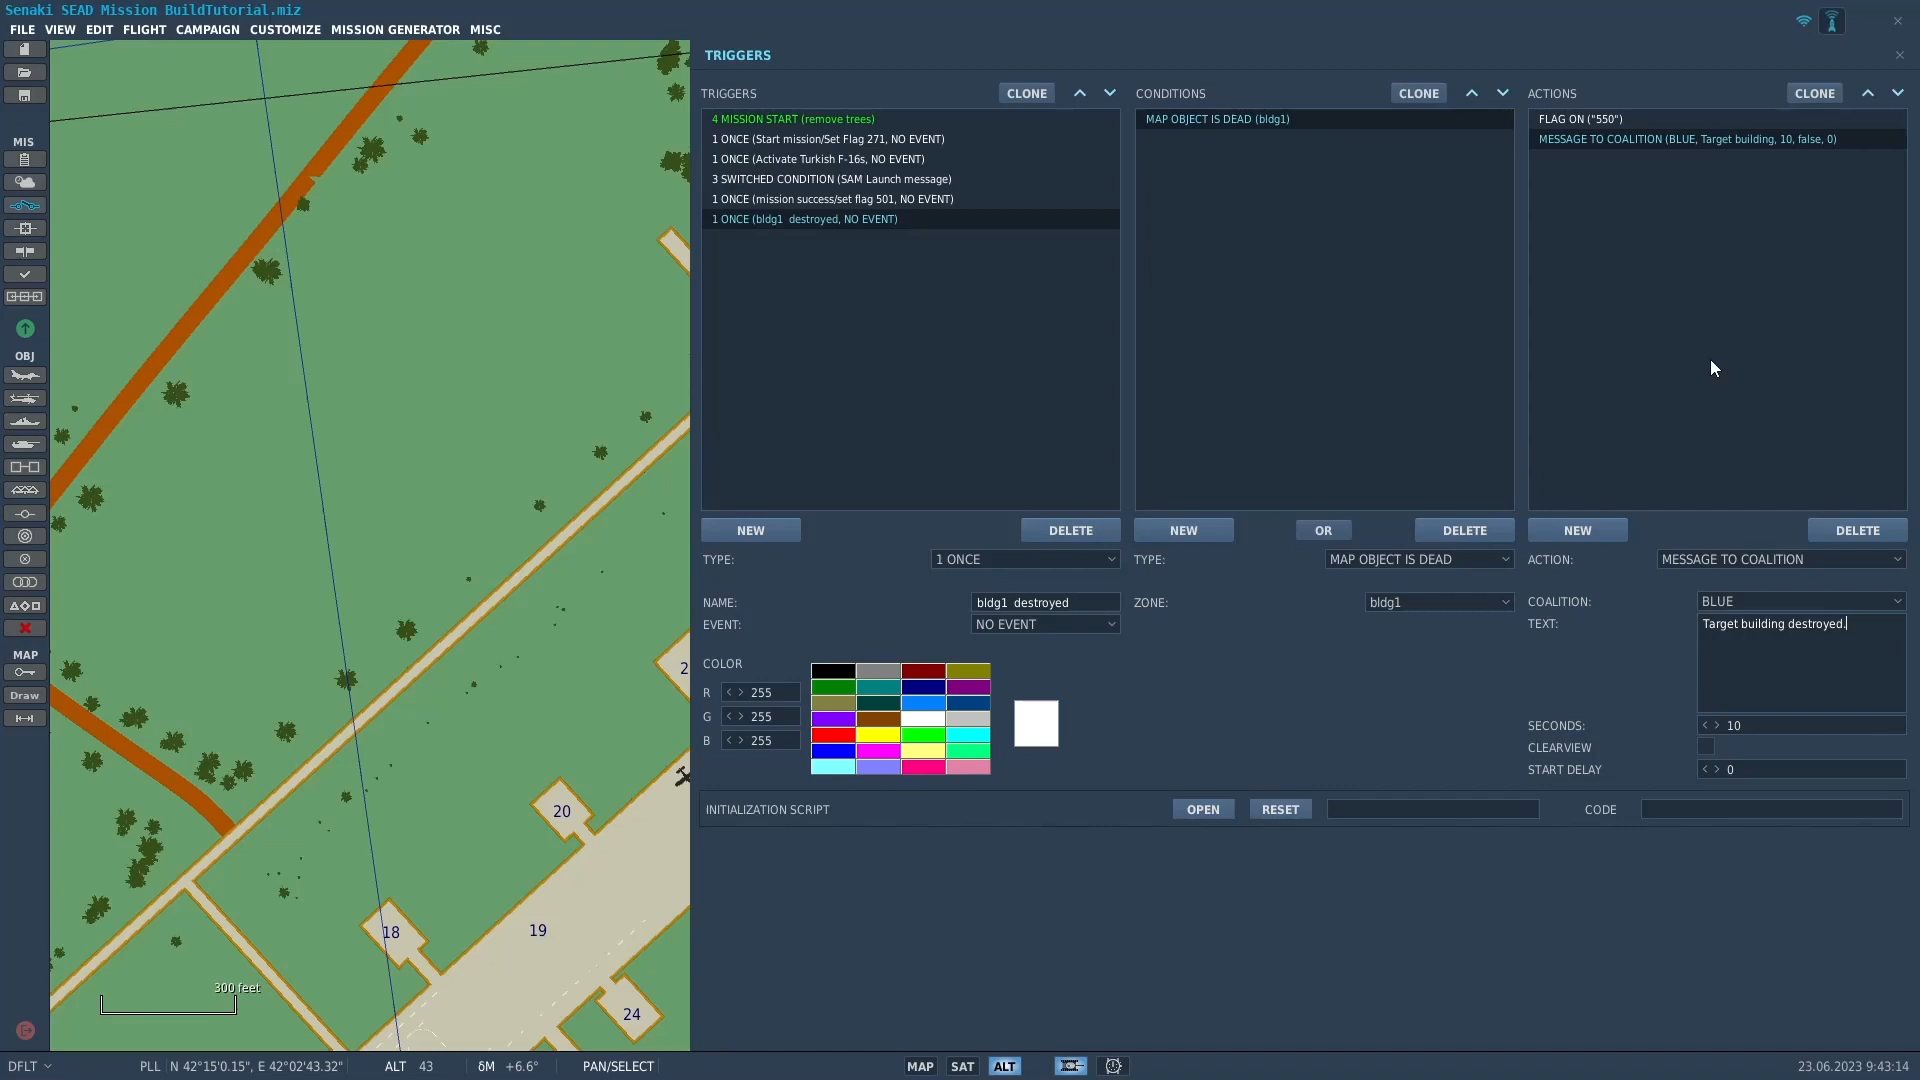 Senaki SEAD Mission BuildTutorial.miz
FILE VIEW EDIT FLIGHT CAMPAIGN CUSTOMIZE MISSION GENERATOR MISC
TRIGGERS
TRIGGERS CLONE CONDITIONS CLONE ACTIONS CLONE
4 MISSION START (remove trees)
1 ONCE (Start mission/Set Flag 271, NO EVENT)
1 ONCE (Activate Turkish F-16s, NO EVENT)
3 SWITCHED CONDITION (SAM Launch message)
1 ONCE (mission success/set flag 501, NO EVENT)
1 ONCE (bldg1  destroyed, NO EVENT)
MAP OBJECT IS DEAD (bldg1)
FLAG ON ("550")
MESSAGE TO COALITION (BLUE, Target building, 10, false, 0)
NEW DELETE NEW OR DELETE NEW DELETE
TYPE: 1 ONCE
NAME: bldg1  destroyed
EVENT: NO EVENT
COLOR
R < > 255
G < > 255
B < > 255
TYPE: MAP OBJECT IS DEAD
ZONE: bldg1
ACTION: MESSAGE TO COALITION
COALITION: BLUE
TEXT: Target building destroyed.
SECONDS: < > 10
CLEARVIEW
START DELAY < > 0
INITIALIZATION SCRIPT OPEN RESET CODE
MIS
OBJ
MAP
Draw
2
20
18
19
24
300 feet
DFLT PLL N 42°15'0.15", E 42°02'43.32" ALT 43 δM +6.6° PAN/SELECT MAP SAT ALT 23.06.2023 9:43:14